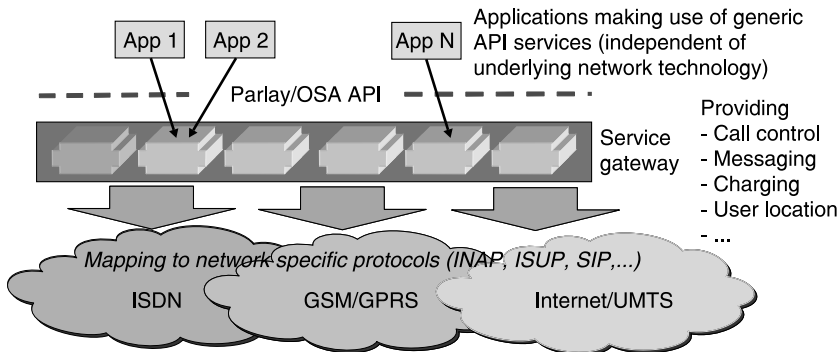 App 1
App 2
App N
Applications making use of generic
API services (independent of
underlying network technology)
Parlay/OSA API
Service
gateway
Providing
- Call control
- Messaging
- Charging
- User location
- ...
Mapping to network specific protocols (INAP, ISUP, SIP,...)
ISDN
GSM/GPRS
Internet/UMTS